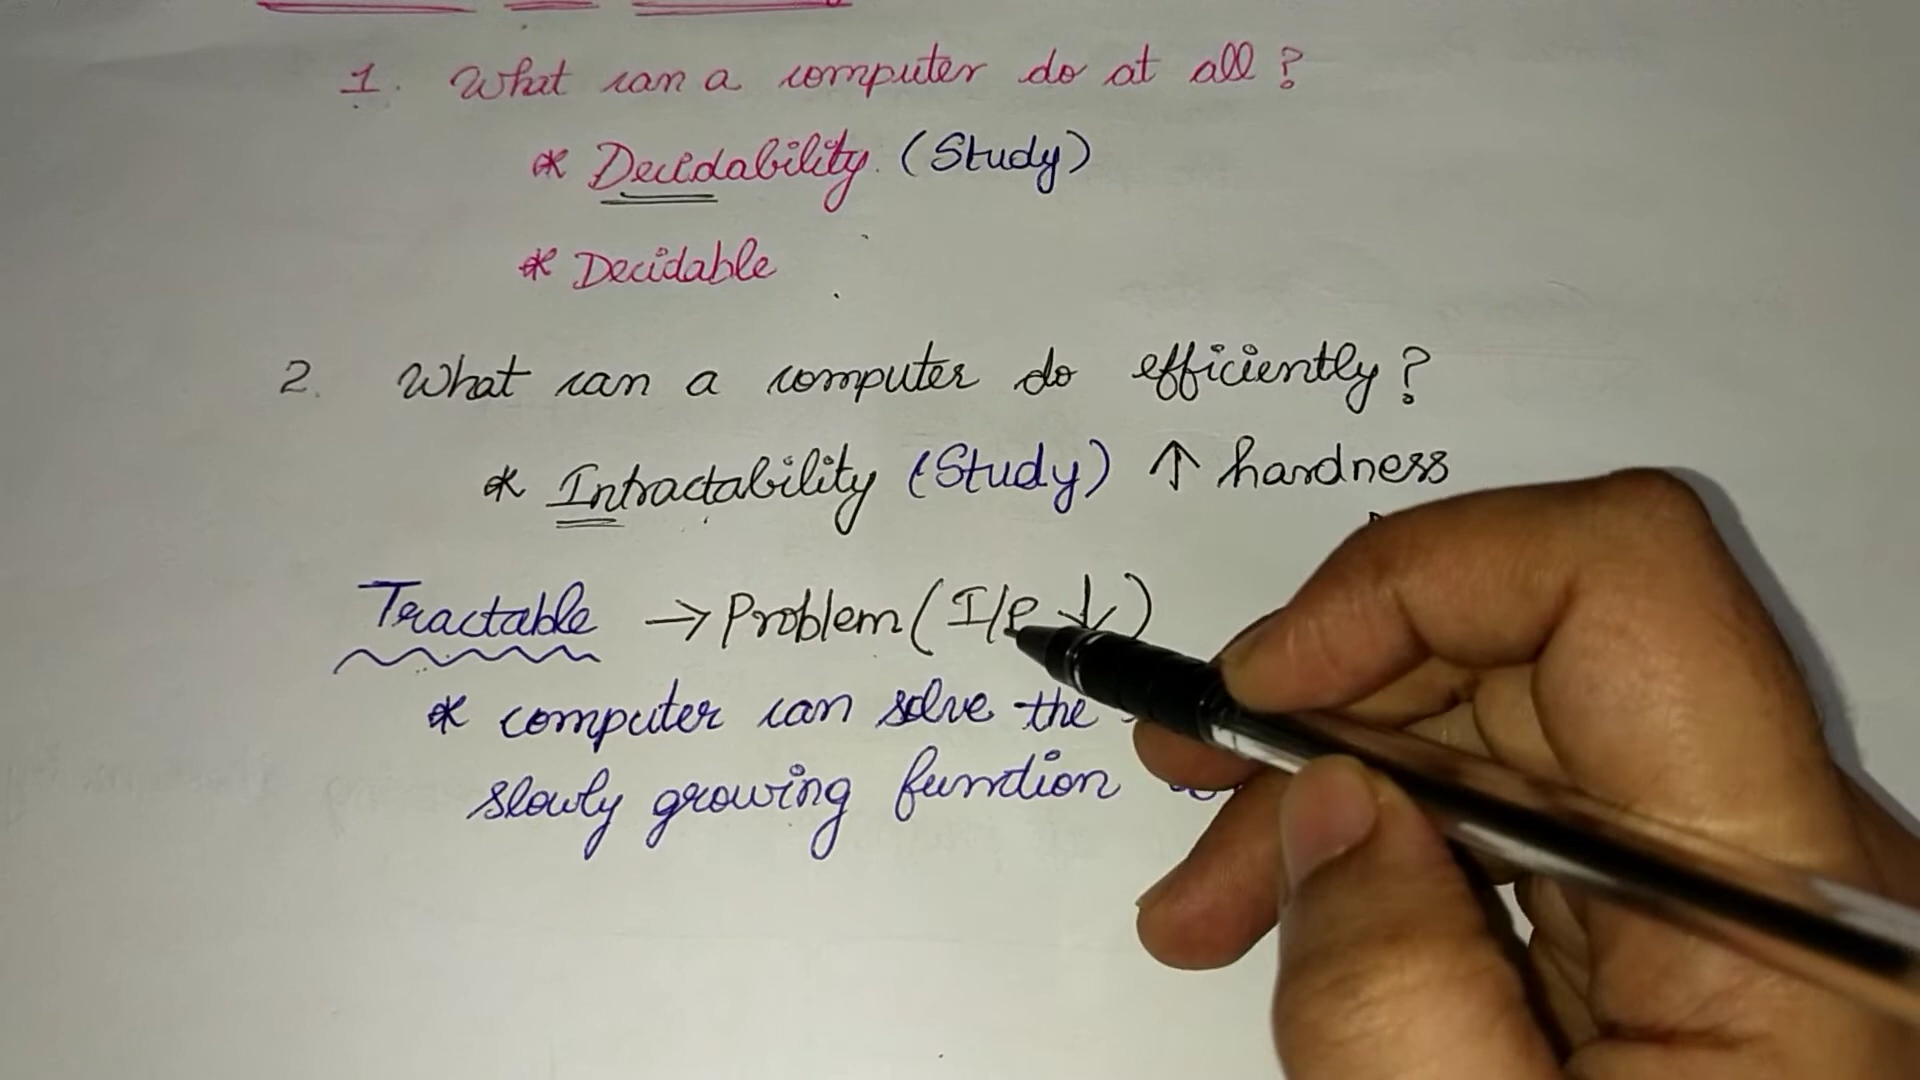 1. What can a computer do at all?
* Decidability (Study)
* Decidable
2. What can a computer do efficiently?
* Intractability (Study) ↑ hardness
Tractable → Problem (I/P ↓)
* computer can solve the
slowly growing function